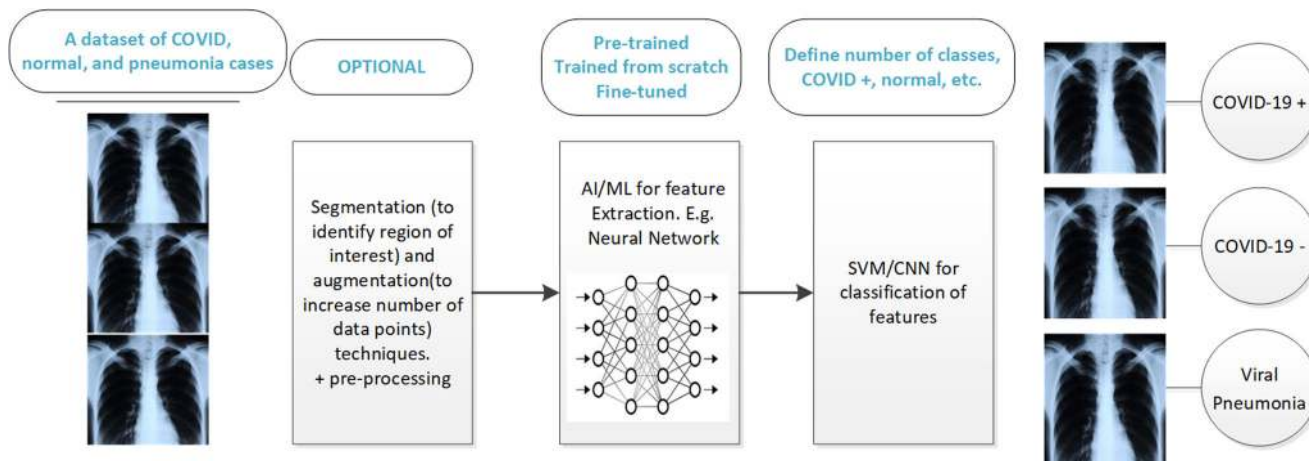 A dataset of COVID,
normal, and pneumonia cases
OPTIONAL
Segmentation (to
identify region of
interest) and
augmentation(to
increase number of
data points)
techniques.
+ pre-processing
Pre-trained
Trained from scratch
Fine-tuned
AI/ML for feature
Extraction. E.g.
Neural Network
Define number of classes,
COVID +, normal, etc.
SVM/CNN for
classification of
features
COVID-19 +
COVID-19 -
Viral
Pneumonia